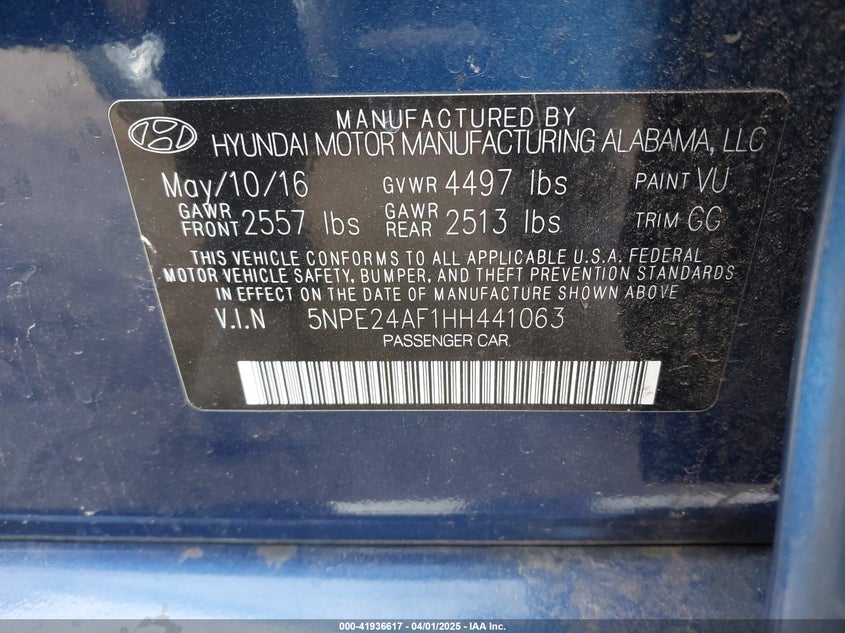 MANUFACTURED BY
HYUNDAI MOTOR MANUFACTURING ALABAMA, LLC
May/10/16 GVWR 4497 lbs PAINT VU
GAWR FRONT 2557 lbs GAWR REAR 2513 lbs TRIM GG
THIS VEHICLE CONFORMS TO ALL APPLICABLE U.S.A. FEDERAL
MOTOR VEHICLE SAFETY, BUMPER, AND THEFT PREVENTION STANDARDS
IN EFFECT ON THE DATE OF MANUFACTURE SHOWN ABOVE
V.I.N 5NPE24AF1HH441063
PASSENGER CAR
000-41936617 - 04/01/2025 - IAA Inc.